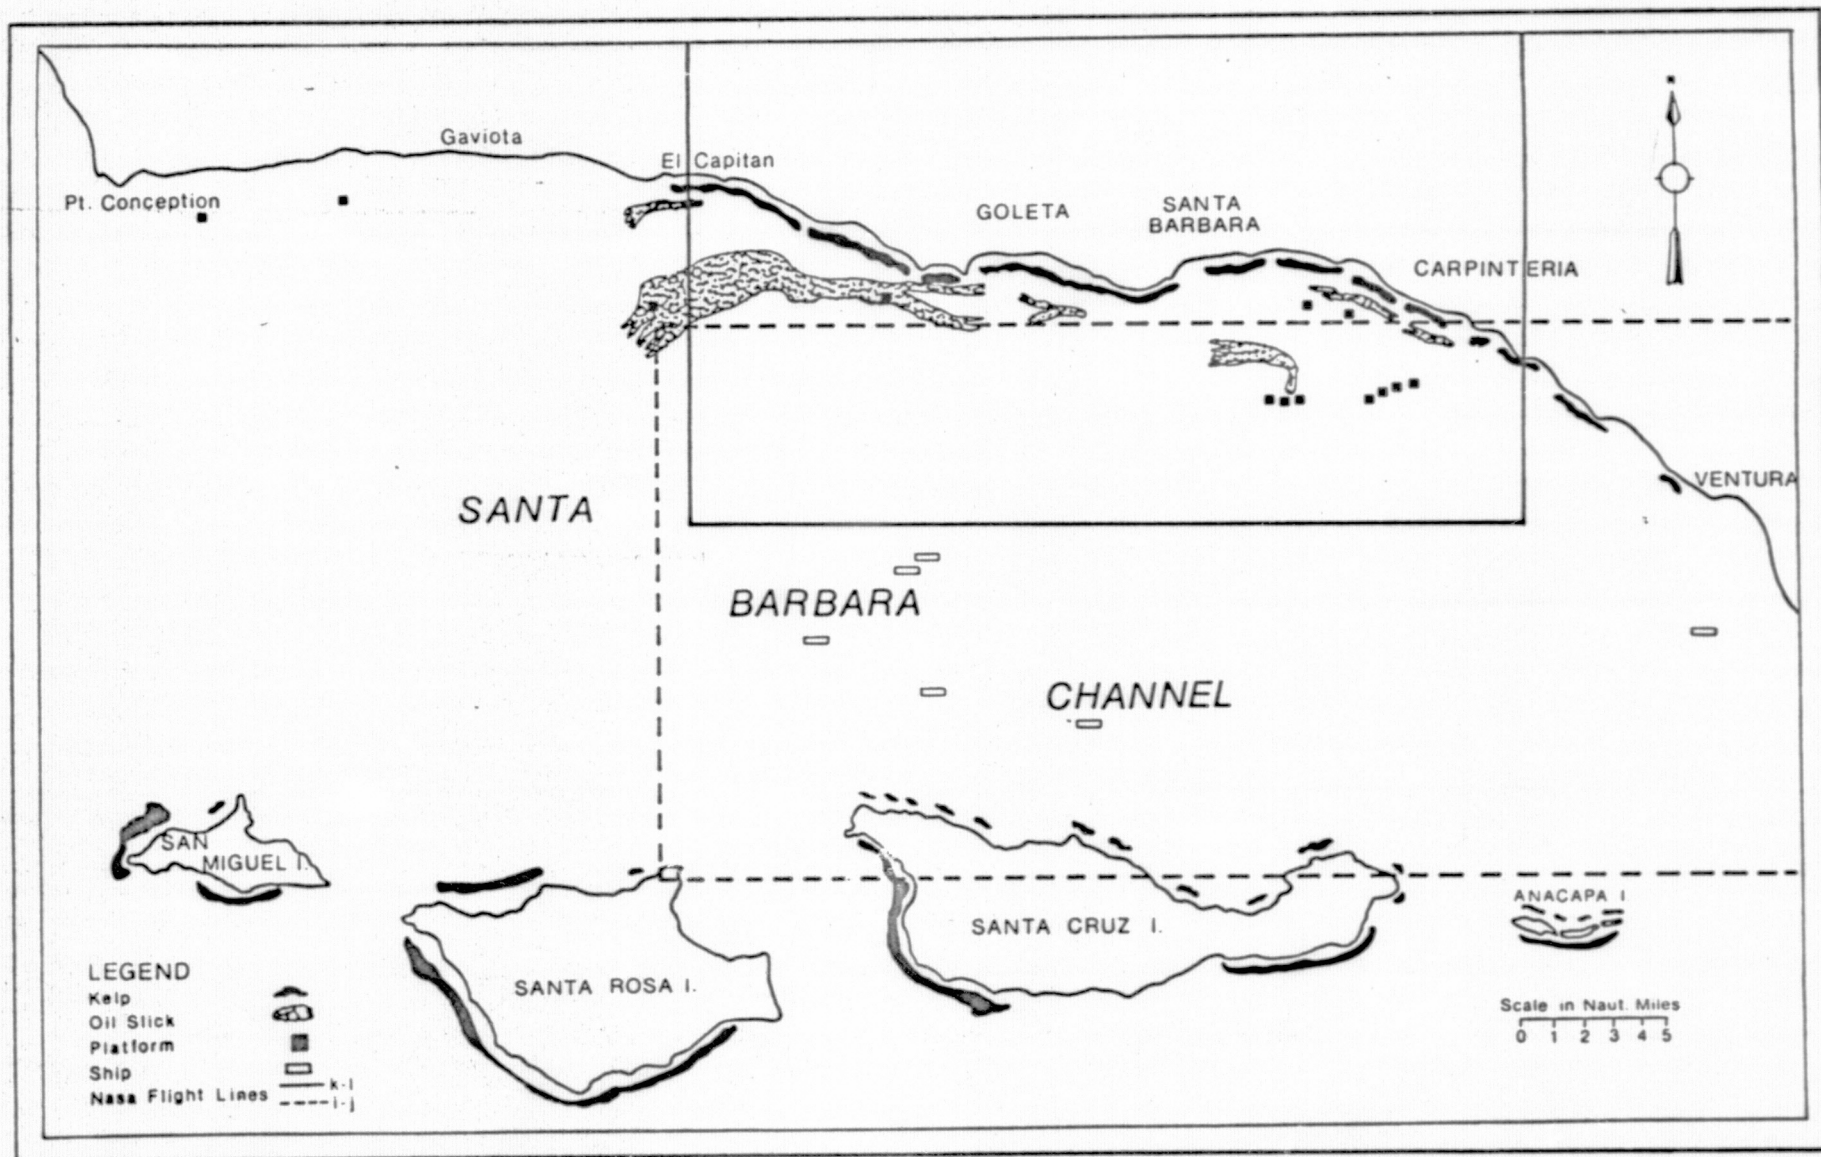 Gaviota
El Capitan
Pt. Conception
GOLETA
SANTA
BARBARA
CARPINTERIA
VENTURA
SANTA
BARBARA
CHANNEL
SAN
MIGUEL I.
SANTA ROSA I.
SANTA CRUZ I.
ANACAPA I.
LEGEND
Kelp
Oil Slick
Platform
Ship
Nasa Flight Lines
k-l
i-j
Scale in Naut. Miles
0 1 2 3 4 5